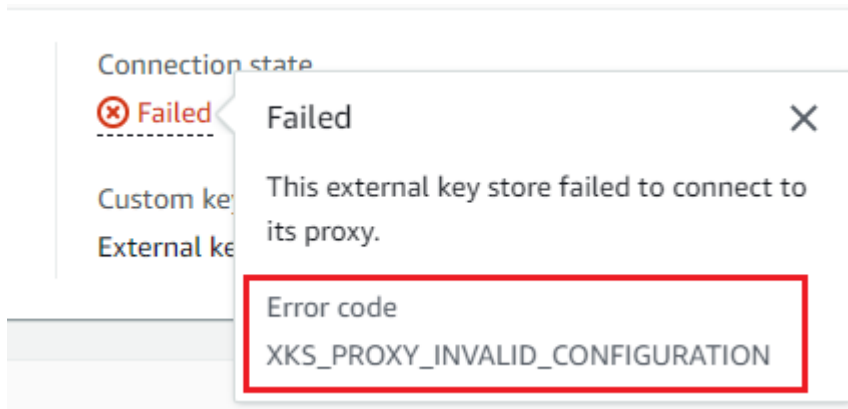 Connection state
Failed
Failed
This external key store failed to connect to
its proxy.
Custom ke
External ke
Error code
XKS_PROXY_INVALID_CONFIGURATION